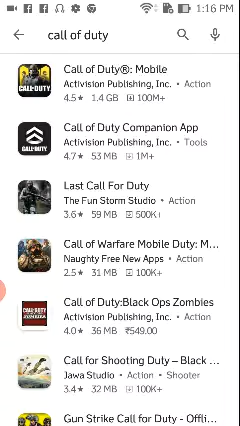 1:16 PM
call of duty
Call of Duty®: Mobile
Activision Publishing, Inc. • Action
4.5★ 1.4 GB 100M+
Call of Duty Companion App
Activision Publishing, Inc. • Tools
4.7★ 53 MB 1M+
Last Call For Duty
The Fun Storm Studio • Action
3.6★ 59 MB 500K+
Call of Warfare Mobile Duty: M...
Naughty Free New Apps • Action
2.5★ 31 MB 100K+
Call of Duty:Black Ops Zombies
Activision Publishing, Inc. • Action
4.0★ 36 MB ₹549.00
Call for Shooting Duty – Black ...
Jawa Studio • Action • Shooter
3.4★ 32 MB 100K+
Gun Strike Call for Duty - Offli...